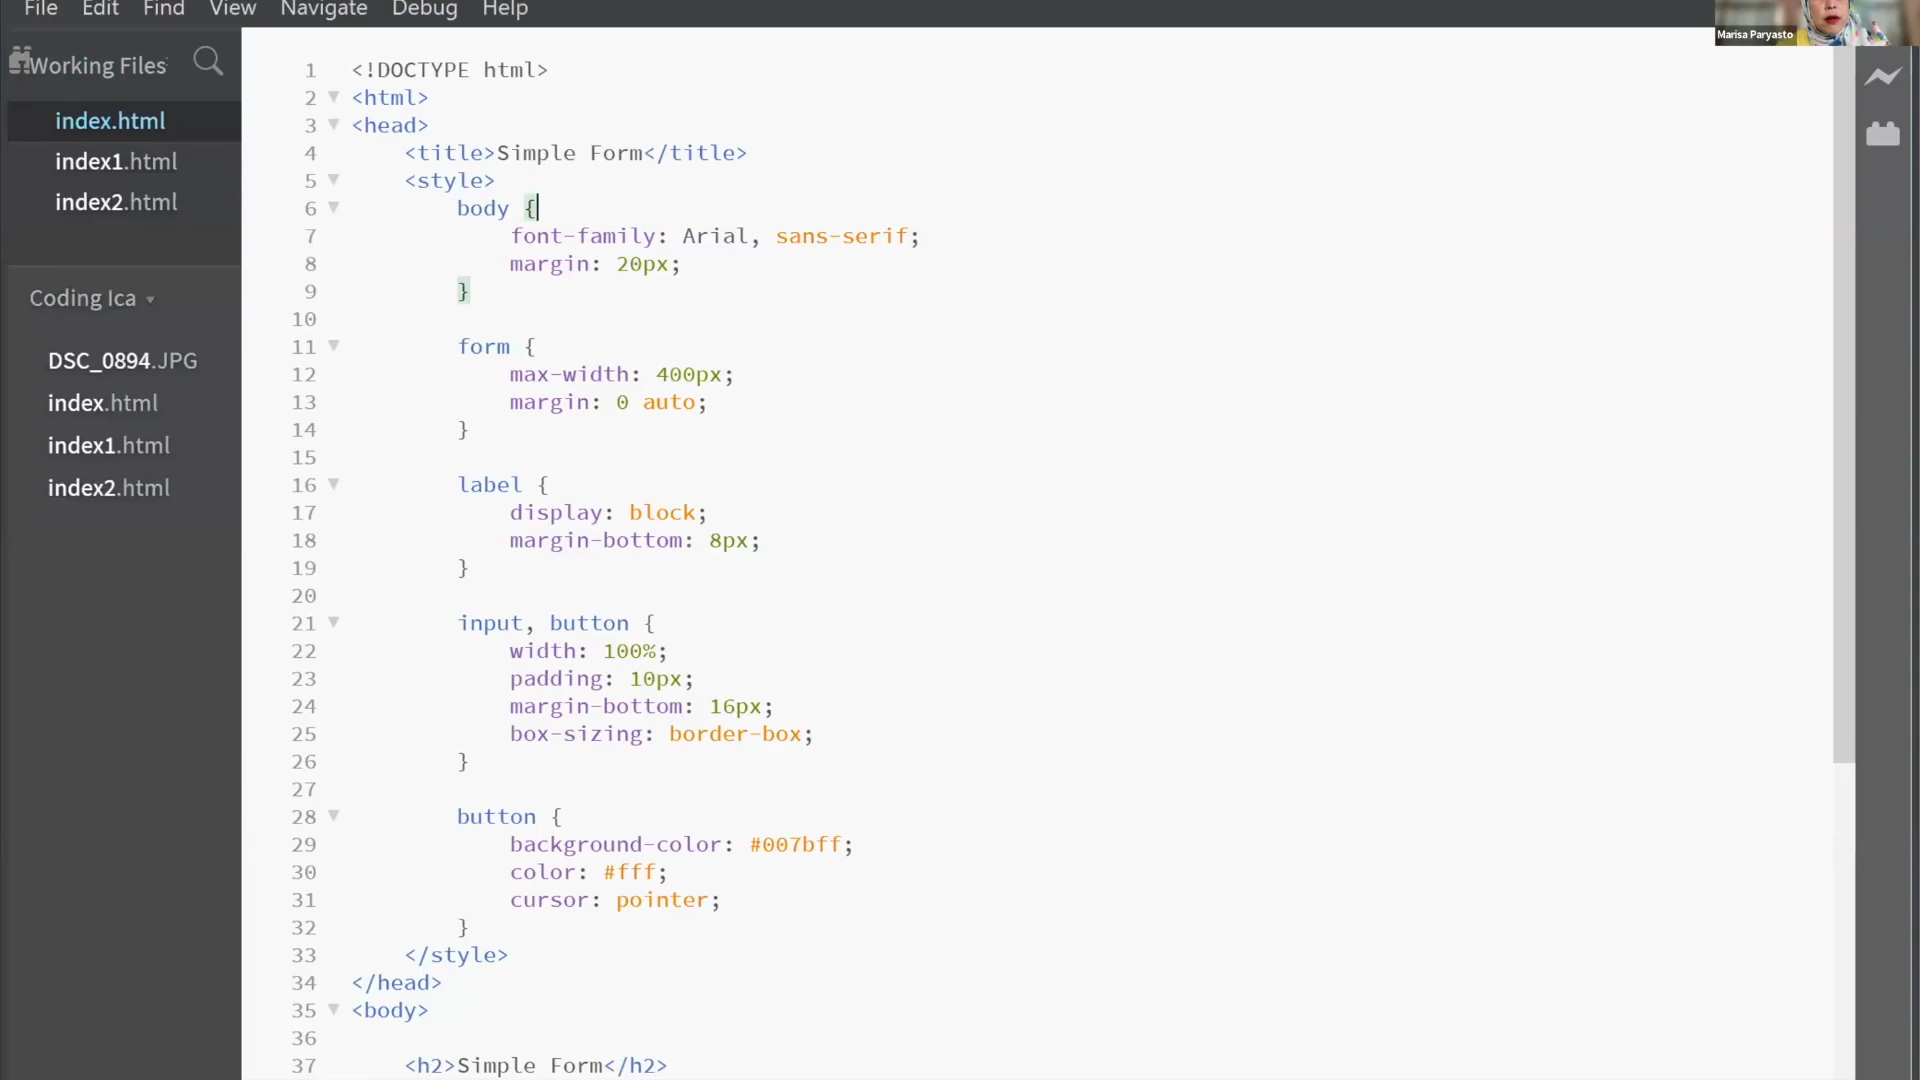 File Edit Find View Navigate Debug Help
Marisa Paryasto
Working Files
index.html
index1.html
index2.html
Coding Ica
DSC_0894.JPG
index.html
index1.html
index2.html
1 <!DOCTYPE html>
2 <html>
3 <head>
4 <title>Simple Form</title>
5 <style>
6 body {
7 font-family: Arial, sans-serif;
8 margin: 20px;
9 }
10
11 form {
12 max-width: 400px;
13 margin: 0 auto;
14 }
15
16 label {
17 display: block;
18 margin-bottom: 8px;
19 }
20
21 input, button {
22 width: 100%;
23 padding: 10px;
24 margin-bottom: 16px;
25 box-sizing: border-box;
26 }
27
28 button {
29 background-color: #007bff;
30 color: #fff;
31 cursor: pointer;
32 }
33 </style>
34 </head>
35 <body>
36
37 <h2>Simple Form</h2>